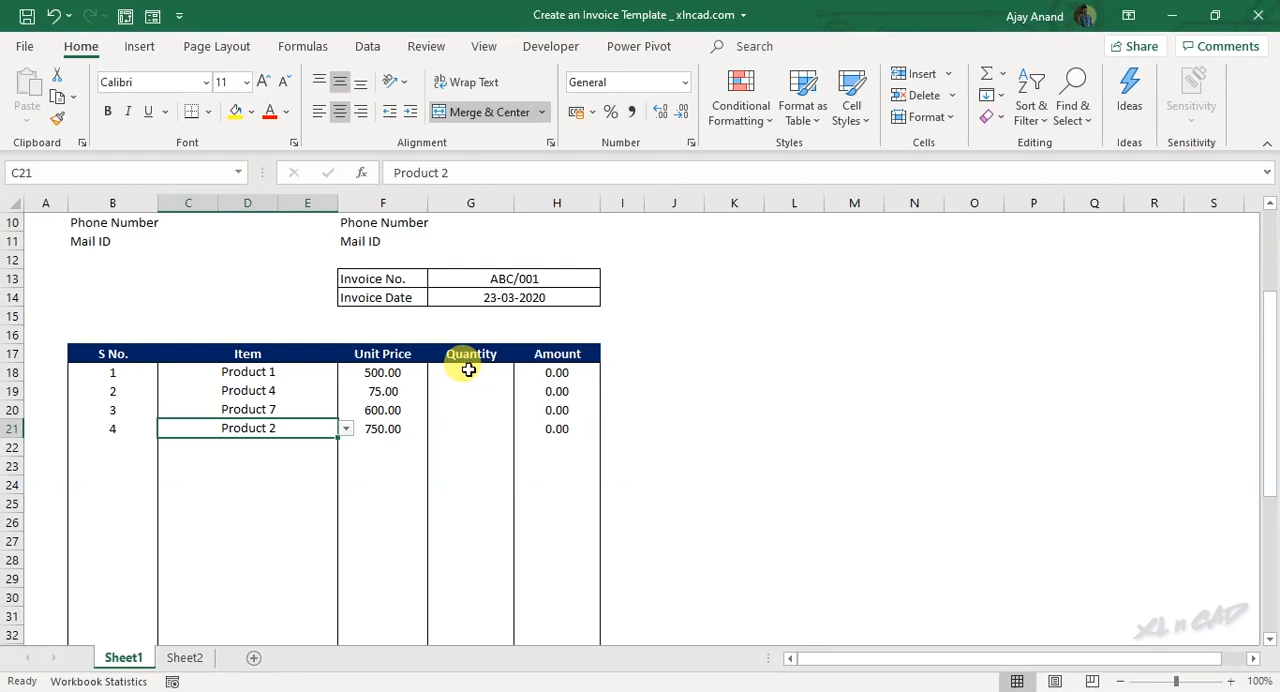 Create an Invoice Template _ xlncad.com
Ajay Anand
File Home Insert Page Layout Formulas Data Review View Developer Power Pivot Search Share Comments
Paste
Clipboard
Calibri 11
B I U
Font
Wrap Text
Merge & Center
Alignment
General
%
Number
Conditional Formatting
Format as Table
Cell Styles
Styles
Insert
Delete
Format
Cells
Sort & Filter
Find & Select
Editing
Ideas
Ideas
Sensitivity
Sensitivity
C21 fx Product 2
A B C D E F G H I J K L M N O P Q R S
10 Phone Number Phone Number
11 Mail ID Mail ID
12
13 Invoice No. ABC/001
14 Invoice Date 23-03-2020
15
16
17 S No. Item Unit Price Quantity Amount
18 1 Product 1 500.00 0.00
19 2 Product 4 75.00 0.00
20 3 Product 7 600.00 0.00
21 4 Product 2 750.00 0.00
22
23
24
25
26
27
28
29
30
31
32
XL n CAD
Sheet1 Sheet2
Ready Workbook Statistics 100%